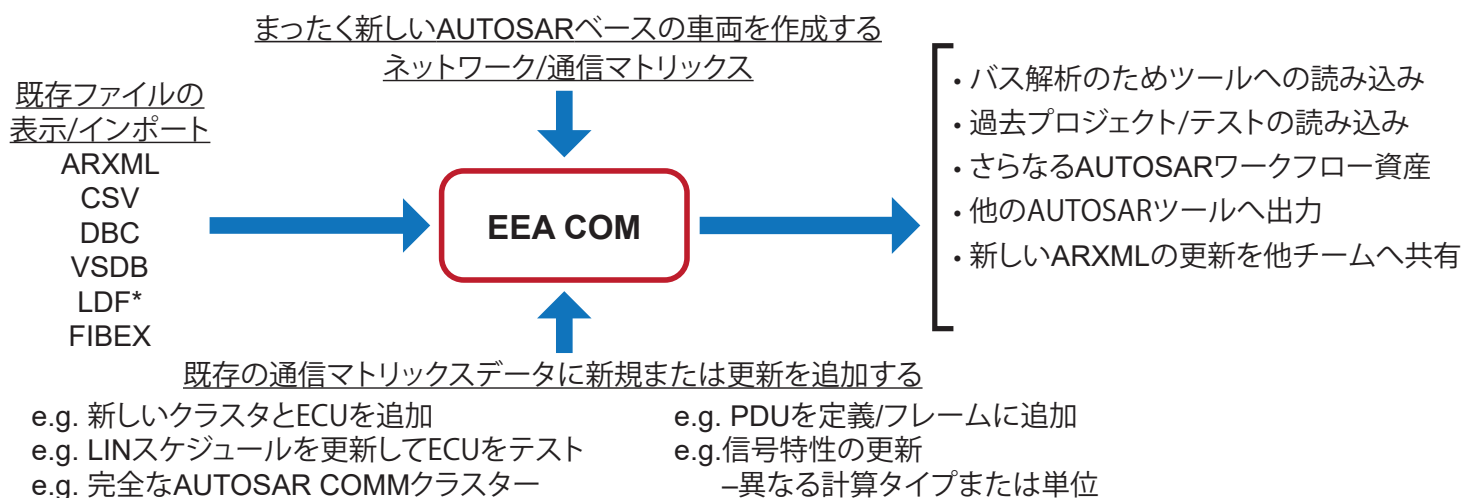 まったく新しいAUTOSARベースの車両を作成する
ネットワーク/通信マトリックス
既存ファイルの
表示/インポート
ARXML
CSV
DBC
VSDB
LDF*
FIBEX
EEA COM
・バス解析のためツールへの読み込み
・過去プロジェクト/テストの読み込み
・さらなるAUTOSARワークフロー資産
・他のAUTOSARツールへ出力
・新しいARXMLの更新を他チームへ共有
既存の通信マトリックスデータに新規または更新を追加する
e.g. 新しいクラスタとECUを追加
e.g. LINスケジュールを更新してECUをテスト
e.g. 完全なAUTOSAR COMMクラスター
e.g. PDUを定義/フレームに追加
e.g.信号特性の更新
–異なる計算タイプまたは単位